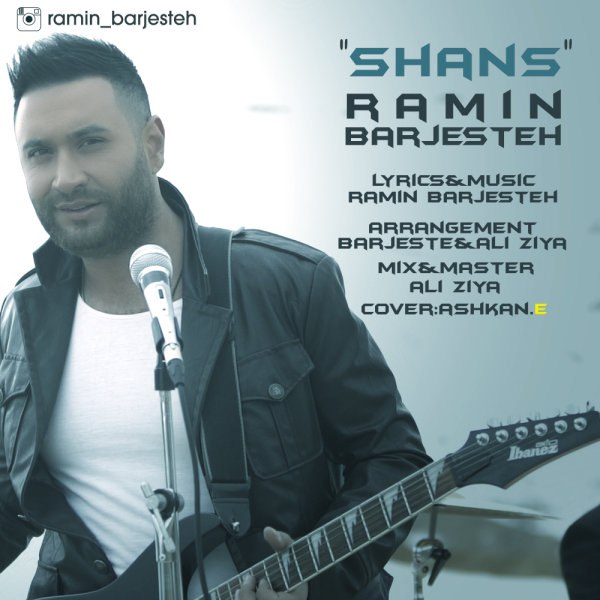 ramin_barjesteh
"SHANS"
RAMIN
BARJESTEH
LYRICS&MUSIC
RAMIN BARJESTEH
ARRANGEMENT
BARJESTE&ALI ZIYA
MIX&MASTER
ALI ZIYA
COVER:ASHKAN.E
Ibanez